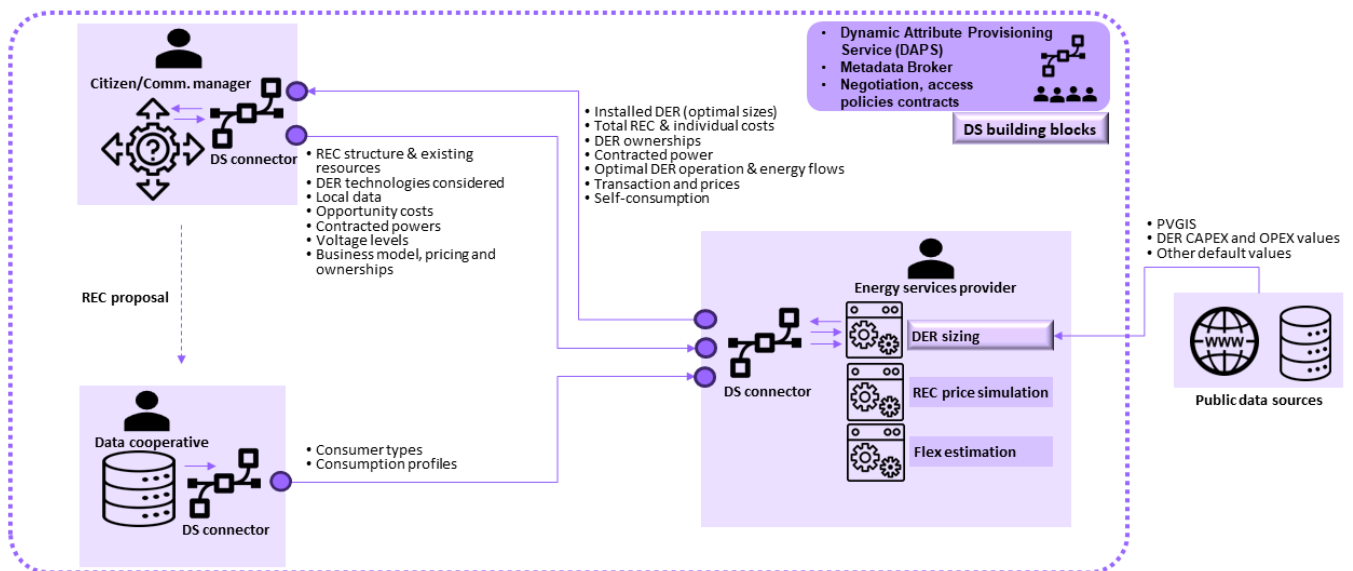 • Dynamic Attribute Provisioning
Service (DAPS)
• Metadata Broker
• Negotiation, access
policies contracts
DS building blocks
Citizen/Comm. manager
?
DS connector
• Installed DER (optimal sizes)
• Total REC & individual costs
• DER ownerships
• Contracted power
• Optimal DER operation & energy flows
• Transaction and prices
• Self-consumption
• REC structure & existing
resources
• DER technologies considered
• Local data
• Opportunity costs
• Contracted powers
• Voltage levels
• Business model, pricing and
ownerships
REC proposal
• PVGIS
• DER CAPEX and OPEX values
• Other default values
Energy services provider
DS connector
DER sizing
REC price simulation
Flex estimation
WWW
Public data sources
Data cooperative
DS connector
• Consumer types
• Consumption profiles